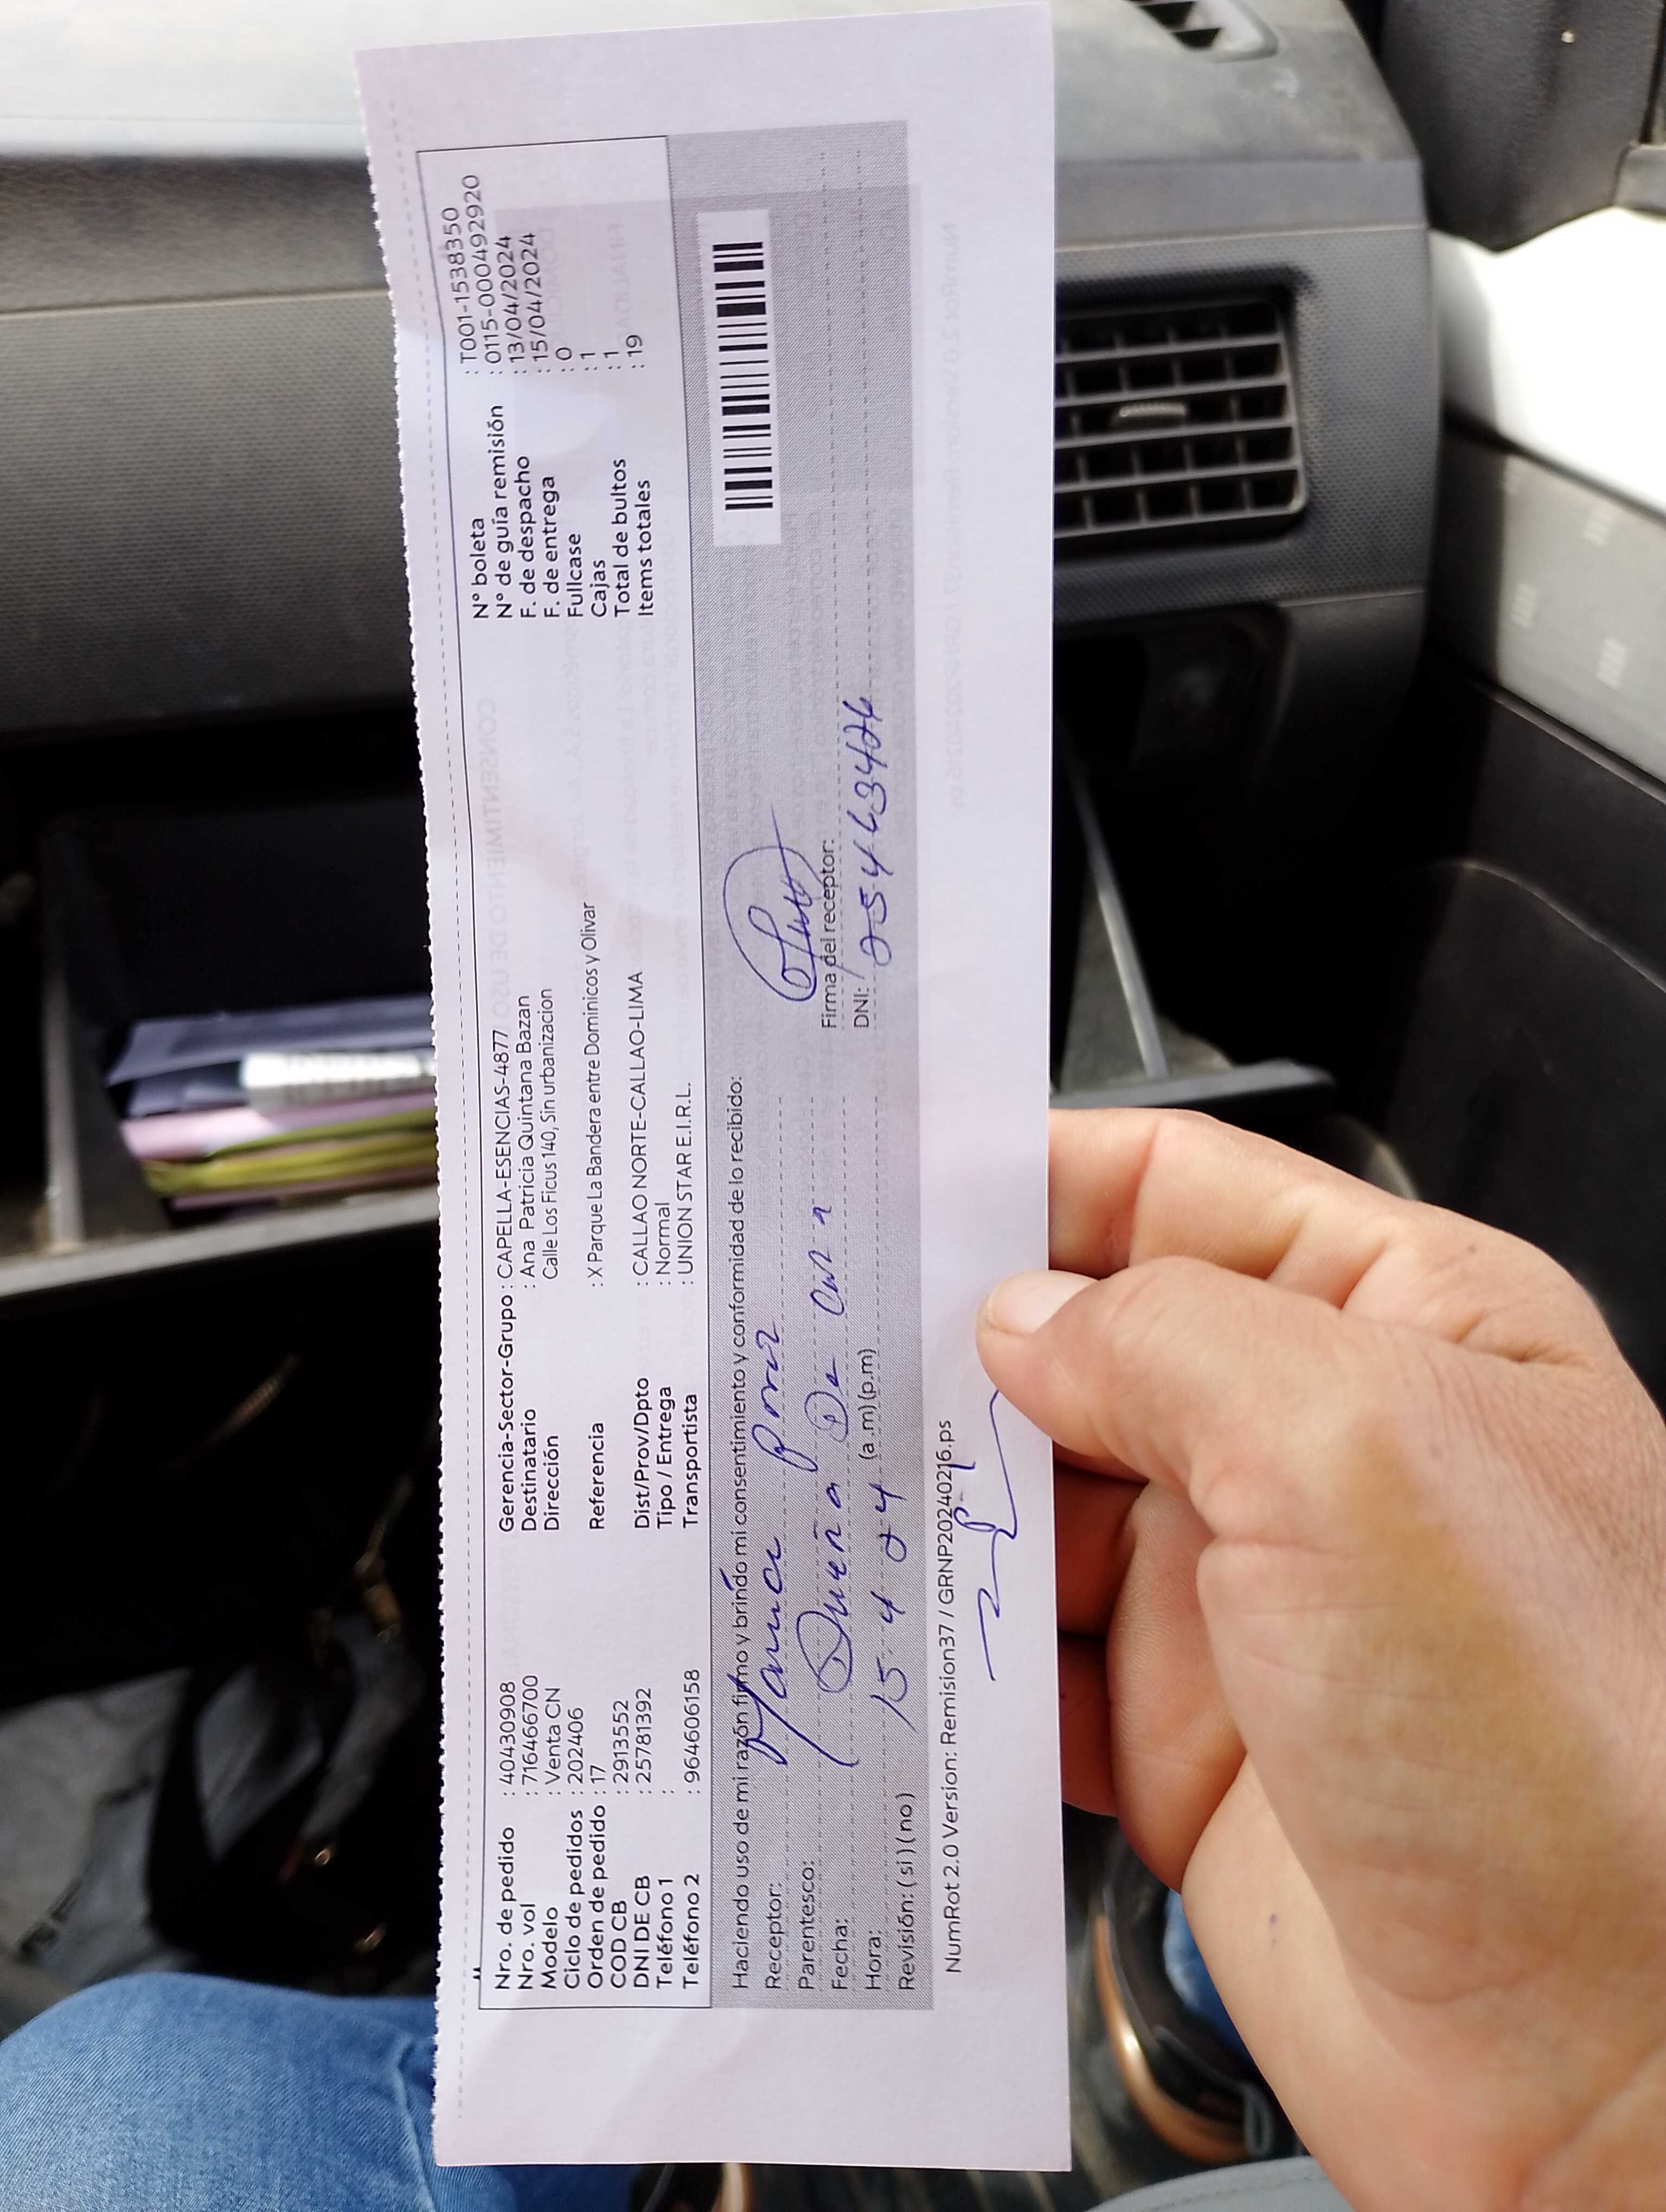 Nro. de pedido : 40430908
Nro. vol : 716466700
Modelo : Venta CN
Ciclo de pedidos : 202406
Orden de pedido : 17
COD CB : 2913552
DNI DE CB : 25781392
Teléfono 1 :
Teléfono 2 : 964606158
Gerencia-Sector-Grupo : CAPELLA-ESENCIAS-4877
Destinatario : Ana Patricia Quintana Bazan
Dirección Calle Los Ficus 140, Sin urbanizacion
Referencia : X Parque La Bandera entre Dominicos y Olivar
Dist/Prov/Dpto : CALLAO NORTE-CALLAO-LIMA
Tipo / Entrega : Normal
Transportista : UNION STAR E.I.R.L.
N° boleta : T001-1538350
N° de guía remisión : 0115-0000492920
F. de despacho : 13/04/2024
F. de entrega : 15/04/2024
Fullcase : 0
Cajas : 1
Total de bultos : 1
Items totales : 19
Haciendo uso de mi razón firmo y brindo mi consentimiento y conformidad de lo recibido:
Receptor:
Parentesco: Dueña De
Fecha: 15 4 24
Hora: (a.m) (p.m)
Revisión: (si) (no)
Firma del receptor:
DNI: 25463426
NumRot 2.0 Version: Remision37 / GRNP20240216.ps